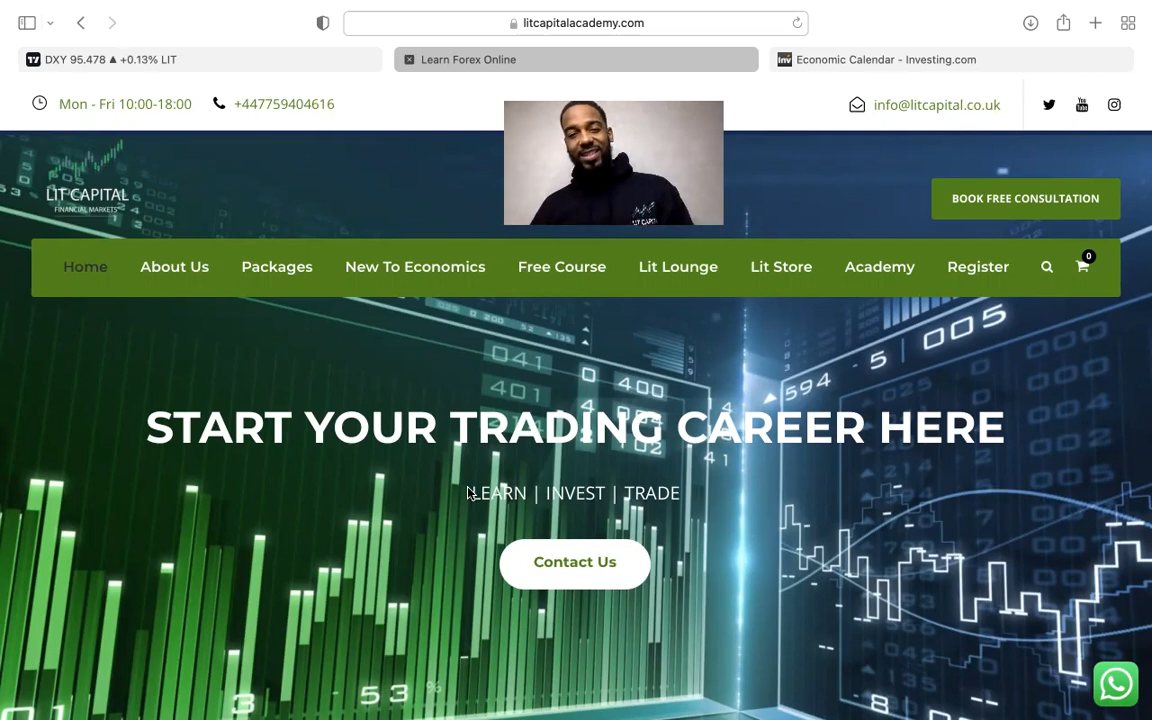 litcapitalacademy.com
DXY 95.478 ▲ +0.13% LIT
Learn Forex Online
Economic Calendar - Investing.com
Mon - Fri 10:00-18:00
+447759404616
info@litcapital.co.uk
LIT CAPITAL
FINANCIAL MARKETS
BOOK FREE CONSULTATION
Home
About Us
Packages
New To Economics
Free Course
Lit Lounge
Lit Store
Academy
Register
0
START YOUR TRADING CAREER HERE
LEARN | INVEST | TRADE
Contact Us